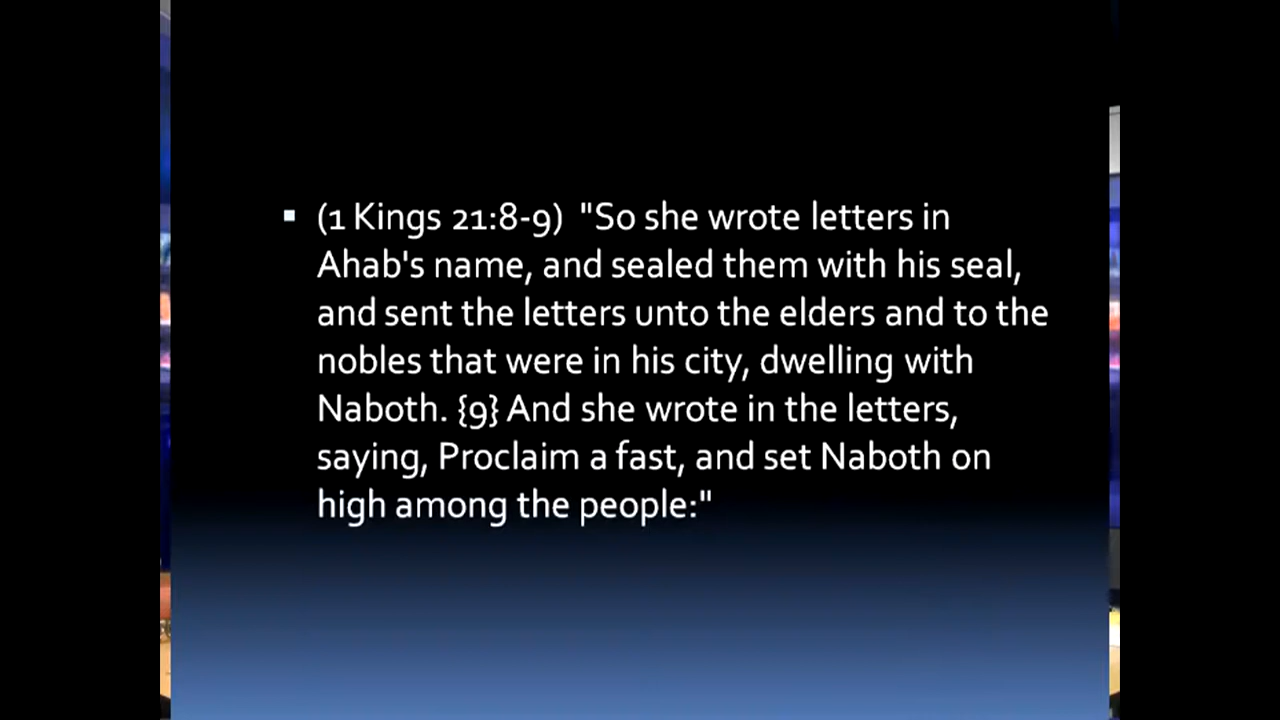 ▪ (1 Kings 21:8-9) "So she wrote letters in
Ahab's name, and sealed them with his seal,
and sent the letters unto the elders and to the
nobles that were in his city, dwelling with
Naboth. {9} And she wrote in the letters,
saying, Proclaim a fast, and set Naboth on
high among the people:"